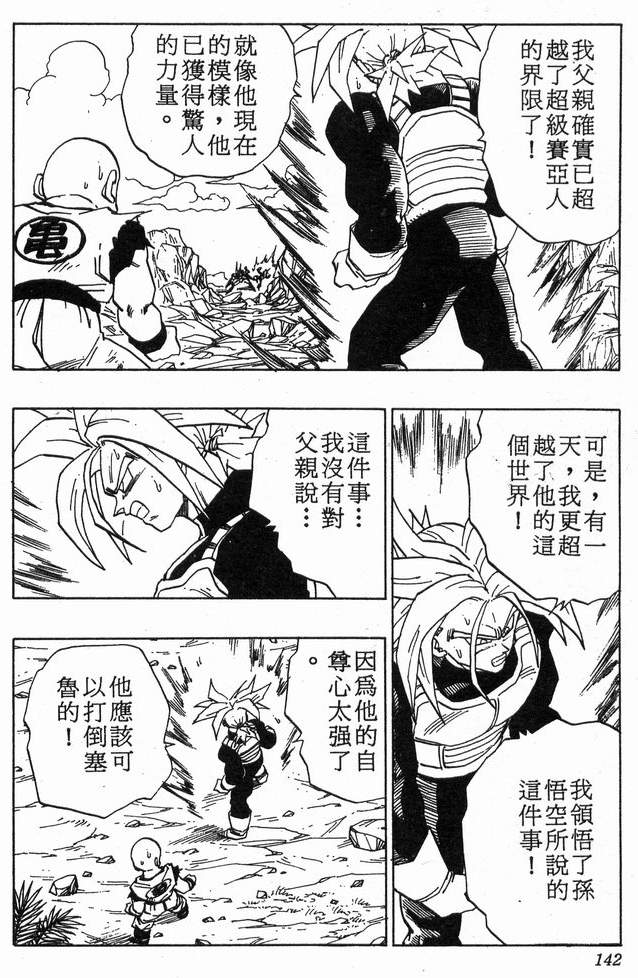 我父親確實已超
越了超級賽亞人
的界限了！
就像他現在
的模樣，他
已獲得驚人
的力量。
龜
可是，有一
天，我更超
越了他的這
個世界！
我領悟了孫
悟空所說的
這件事！
這件事…
我沒有對
父親說…
因爲他的自
尊心太强了
。
他應該可
以打倒塞
魯的！
142